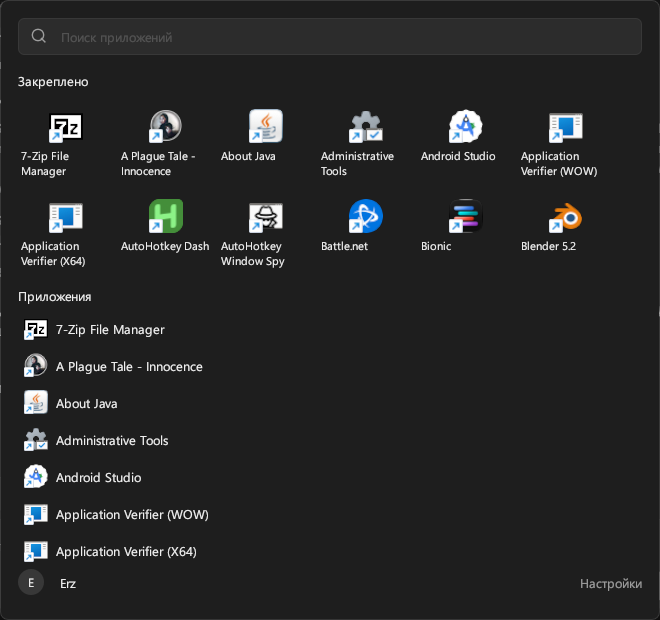 Поиск приложений
Закреплено
7-Zip File Manager
A Plague Tale - Innocence
About Java
Administrative Tools
Android Studio
Application Verifier (WOW)
Application Verifier (X64)
AutoHotkey Dash
AutoHotkey Window Spy
Battle.net
Bionic
Blender 5.2
Приложения
7-Zip File Manager
A Plague Tale - Innocence
About Java
Administrative Tools
Android Studio
Application Verifier (WOW)
Application Verifier (X64)
E Erz
Настройки